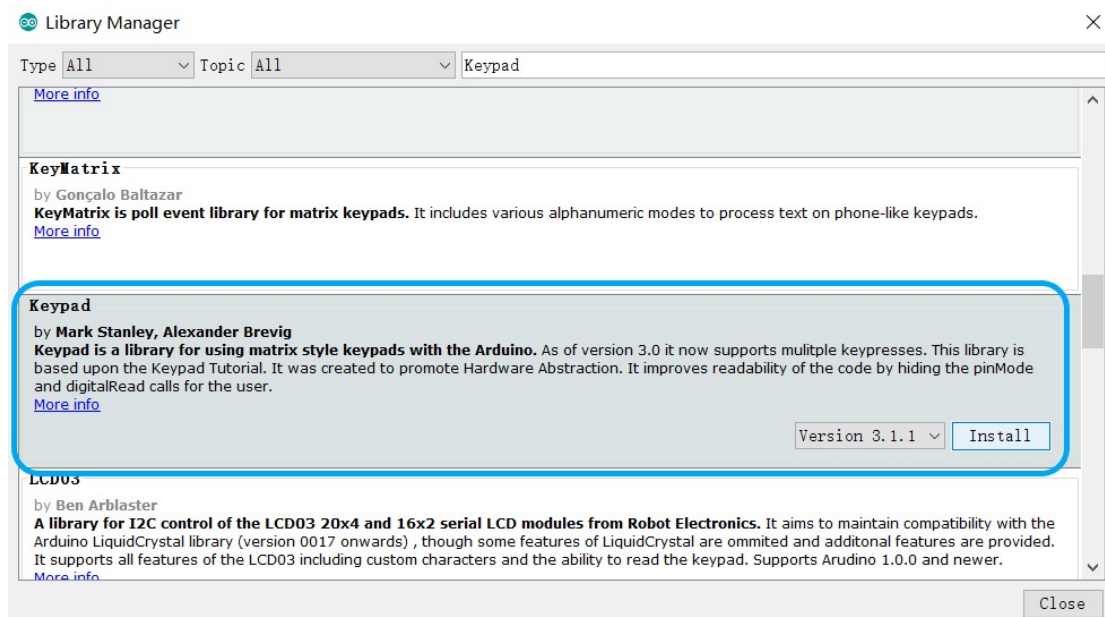 Library Manager
Type All Topic All Keypad
More info
KeyMatrix
by Gonçalo Baltazar
KeyMatrix is poll event library for matrix keypads. It includes various alphanumeric modes to process text on phone-like keypads.
More info
Keypad
by Mark Stanley, Alexander Brevig
Keypad is a library for using matrix style keypads with the Arduino. As of version 3.0 it now supports mulitple keypresses. This library is
based upon the Keypad Tutorial. It was created to promote Hardware Abstraction. It improves readability of the code by hiding the pinMode
and digitalRead calls for the user.
More info
Version 3.1.1 Install
LCD03
by Ben Arblaster
A library for I2C control of the LCD03 20x4 and 16x2 serial LCD modules from Robot Electronics. It aims to maintain compatibility with the
Arduino LiquidCrystal library (version 0017 onwards) , though some features of LiquidCrystal are ommited and additonal features are provided.
It supports all features of the LCD03 including custom characters and the ability to read the keypad. Supports Arudino 1.0.0 and newer.
More info
Close